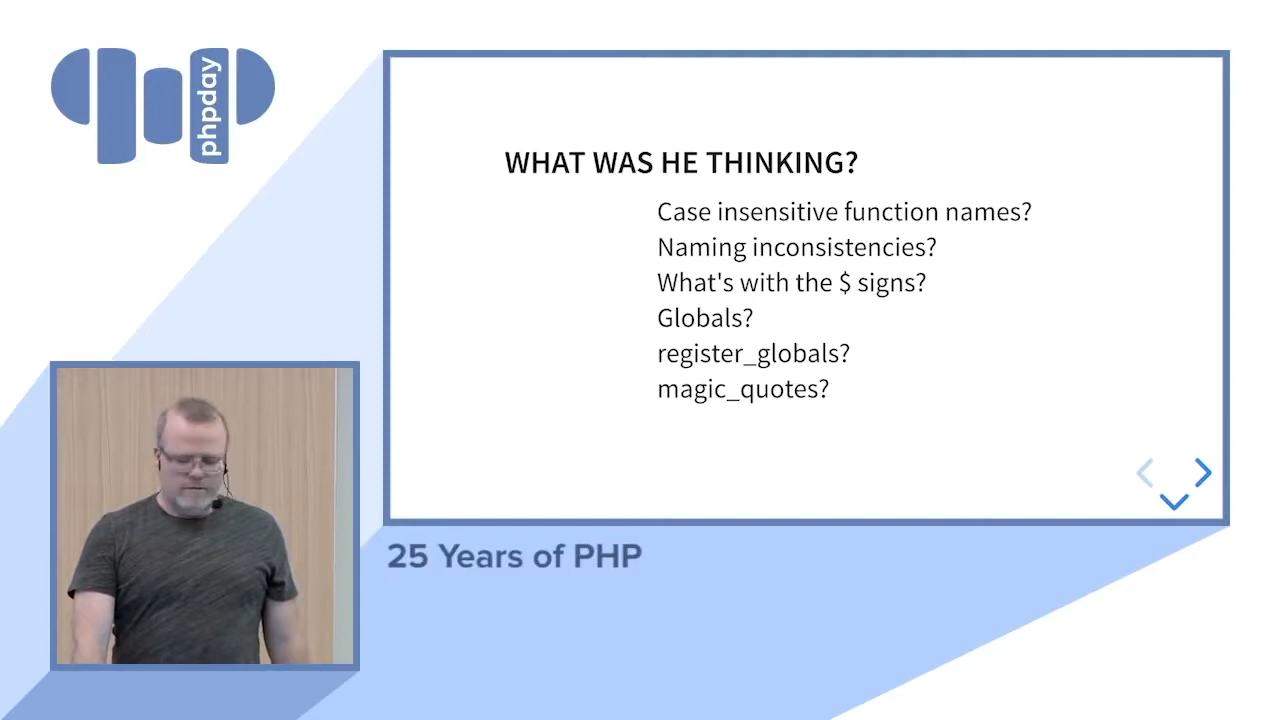 phpday
WHAT WAS HE THINKING?
Case insensitive function names?
Naming inconsistencies?
What's with the $ signs?
Globals?
register_globals?
magic_quotes?
25 Years of PHP